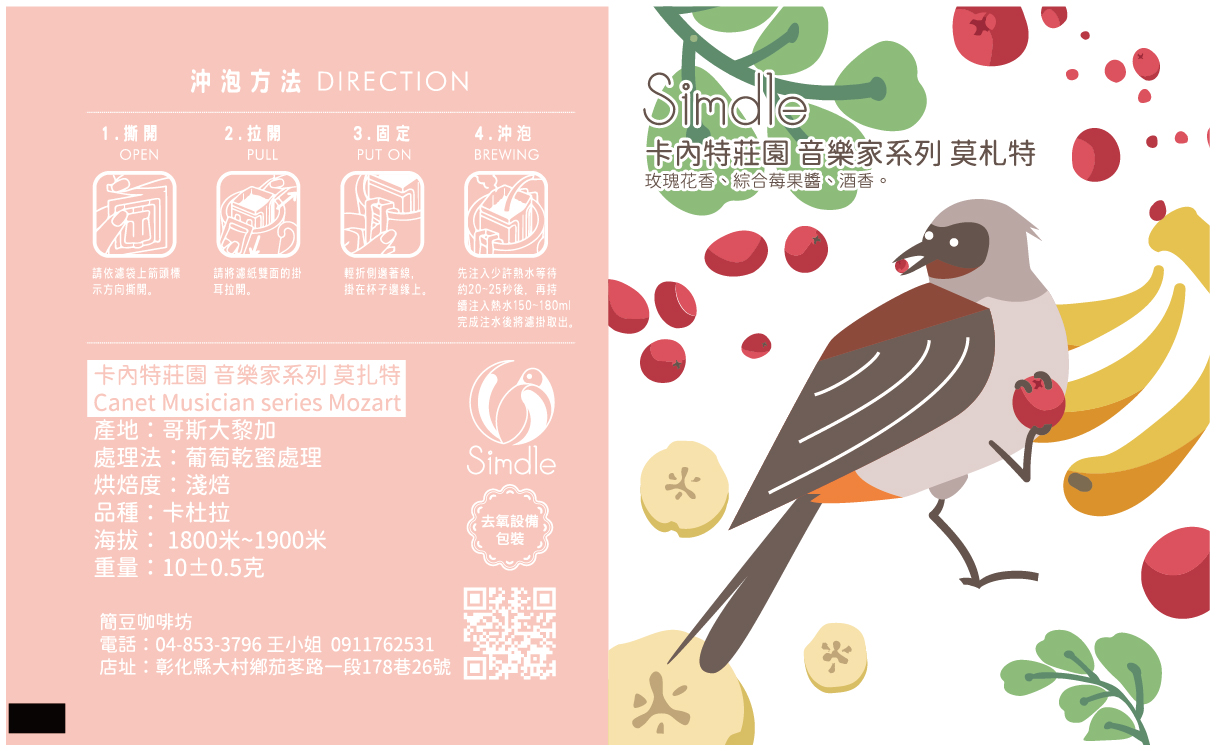 沖泡方法 DIRECTION
1.撕開
OPEN
請依濾袋上箭頭標
示方向撕開。
2.拉開
PULL
請將濾紙雙面的掛
耳拉開。
3.固定
PUT ON
輕折側邊著線,
掛在杯子邊緣上。
4.沖泡
BREWING
先注入少許熱水等待
約20~25秒後, 再持
續注入熱水150~180ml
完成注水後將濾掛取出。
卡內特莊園 音樂家系列 莫扎特
Canet Musician series Mozart
產地：哥斯大黎加
處理法：葡萄乾蜜處理
烘焙度：淺焙
品種：卡杜拉
海拔： 1800米~1900米
重量：10±0.5克
Simdle
去氧設備
包裝
簡豆咖啡坊
電話：04-853-3796 王小姐 0911762531
店址：彰化縣大村鄉茄苳路一段178巷26號
Simdle
卡內特莊園 音樂家系列 莫札特
玫瑰花香、綜合莓果醬、酒香。